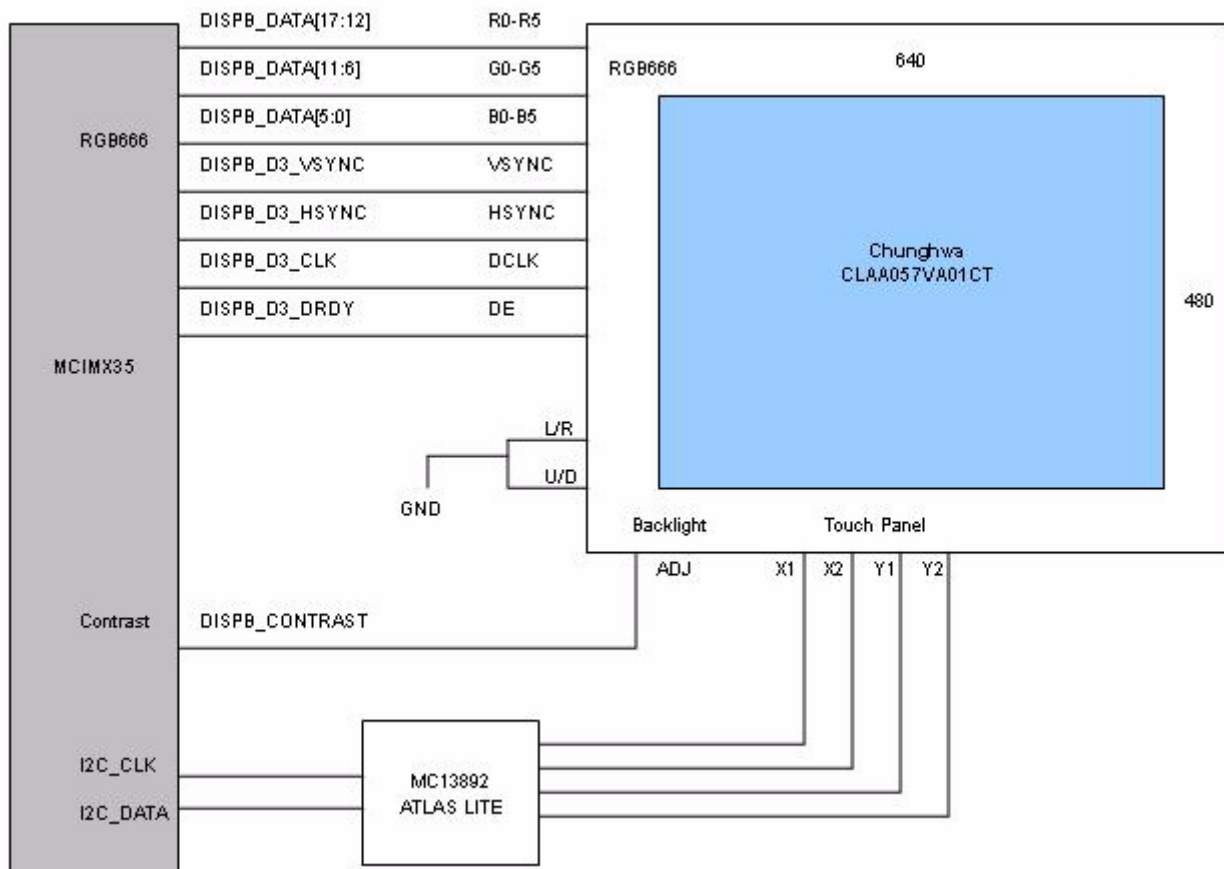 DISPB_DATA[17:12] R0-R5
DISPB_DATA[11:6] G0-G5
DISPB_DATA[5:0] B0-B5
DISPB_D3_VSYNC VSYNC
DISPB_D3_HSYNC HSYNC
DISPB_D3_CLK DCLK
DISPB_D3_DRDY DE
RGB666
MCIMX35
RGB666
640
Chunghwa
CLAA057VA01CT
480
L/R
U/D
GND
Backlight
Touch Panel
ADJ
X1 X2 Y1 Y2
Contrast
DISPB_CONTRAST
I2C_CLK
I2C_DATA
MC13892
ATLAS LITE